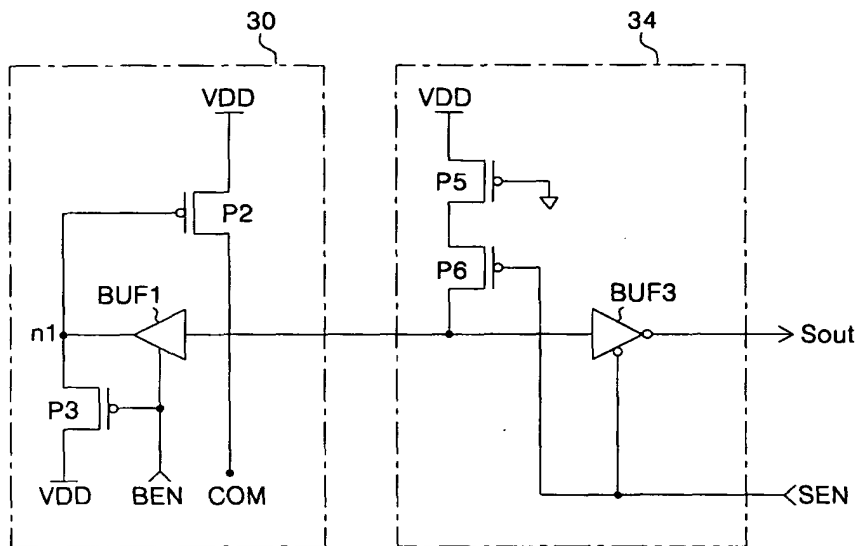 30
34
VDD
VDD
P2
P5
P6
BUF1
BUF3
n1
Sout
P3
VDD
BEN
COM
SEN